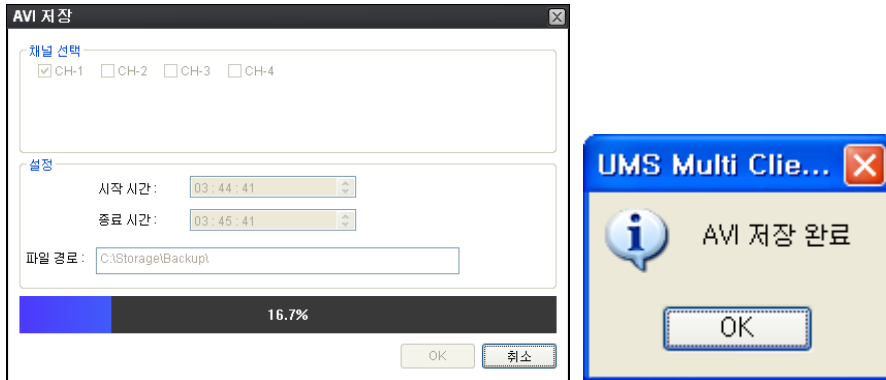 AVI 저장
채널 선택
CH-1 CH-2 CH-3 CH-4
설정
시작 시간 : 03 : 44 : 41
종료 시간 : 03 : 45 : 41
파일 경로 : C:\Storage\Backup\
16.7%
OK 취소
UMS Multi Clie...
AVI 저장 완료
OK